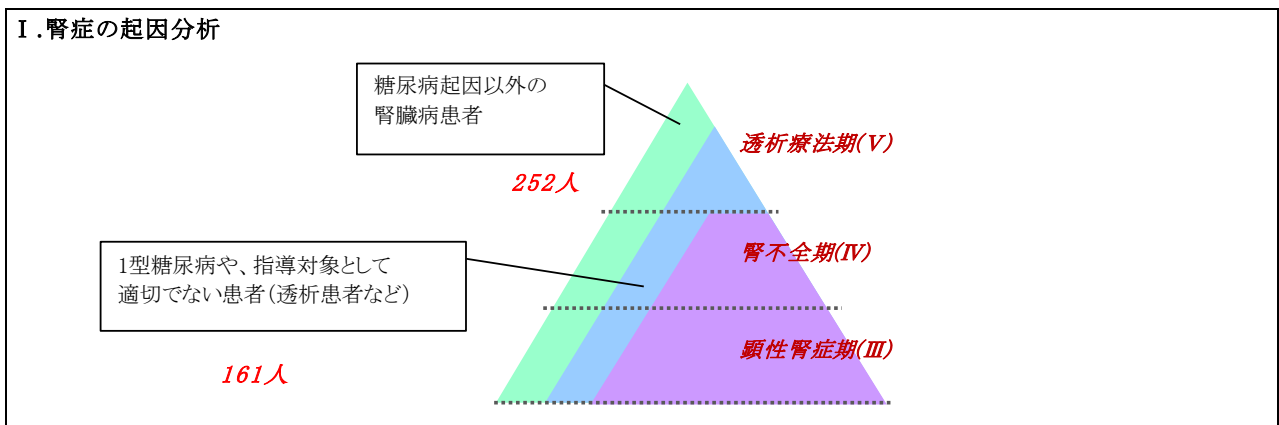 Ⅰ.腎症の起因分析
糖尿病起因以外の
腎臓病患者
透析療法期(Ⅴ)
252人
腎不全期(Ⅳ)
1型糖尿病や、指導対象として
適切でない患者(透析患者など)
顕性腎症期(Ⅲ)
161人